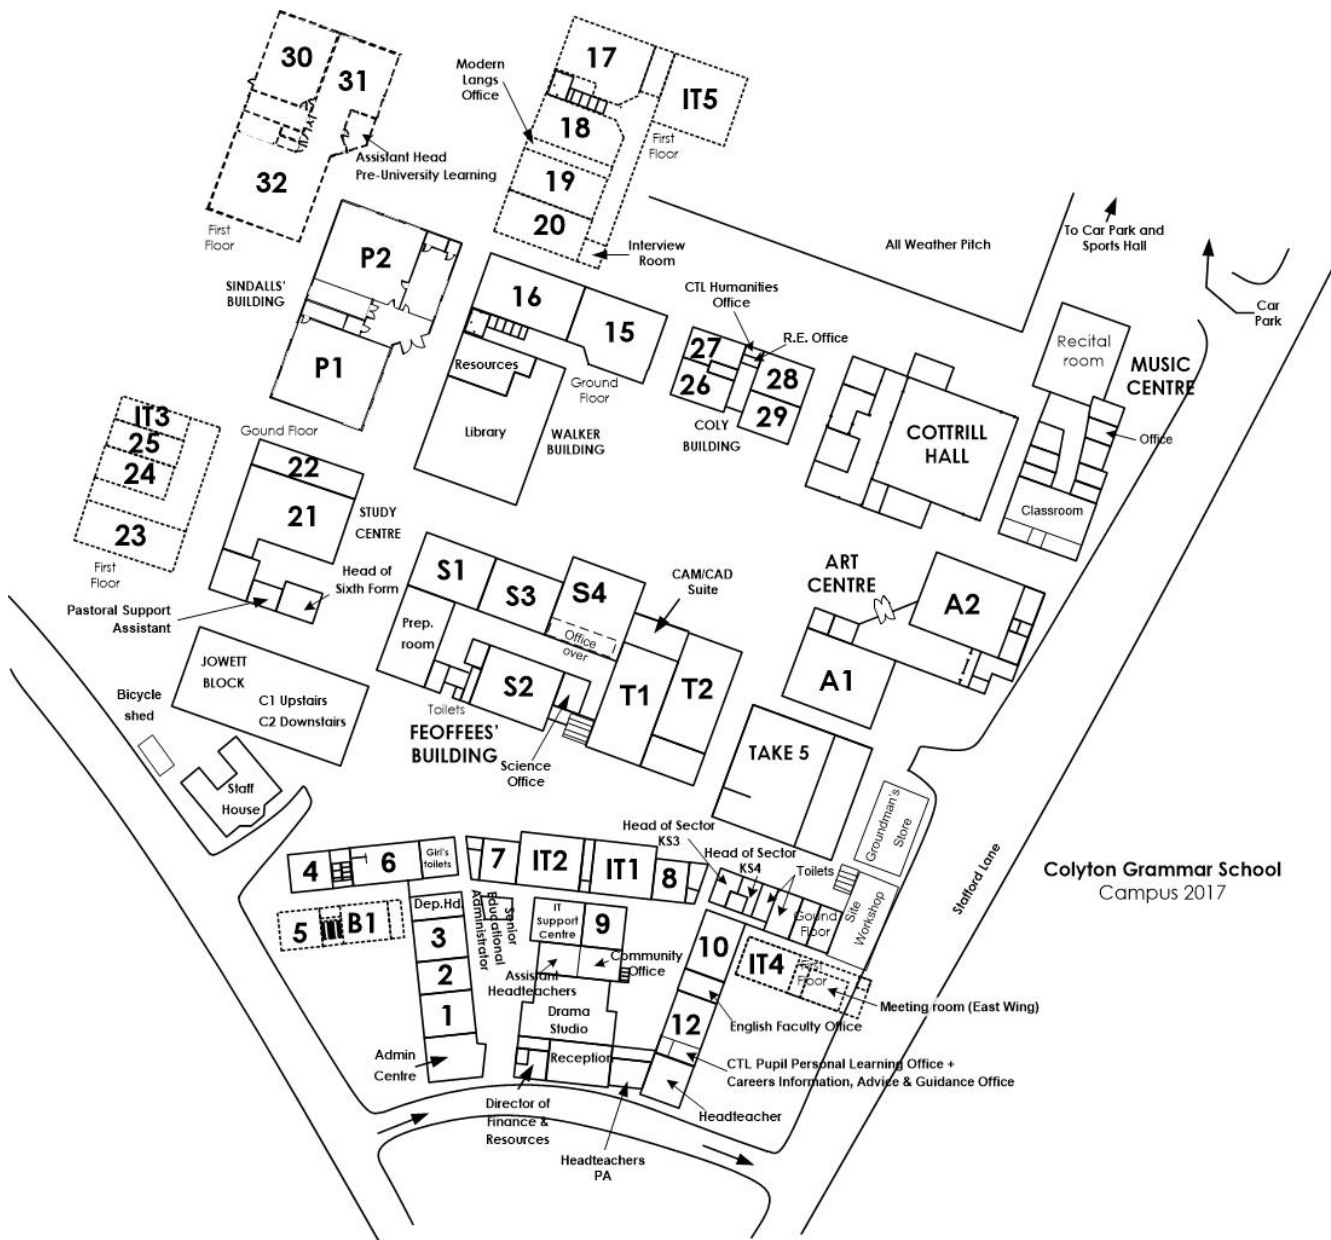 30
31
Assistant Head
Pre-University Learning
32
First
Floor
Modern
Langs
Office
17
IT5
18
First
Floor
19
20
Interview
Room
All Weather Pitch
To Car Park and
Sports Hall
Car
Park
P2
SINDALLS'
BUILDING
P1
Gound Floor
16
15
Resources
Ground
Floor
Library
WALKER
BUILDING
CTL Humanities
Office
R.E. Office
27
26
28
29
COLY
BUILDING
COTTRILL
HALL
Recital
room
MUSIC
CENTRE
Office
Classroom
IT3
25
24
23
First
Floor
22
21
STUDY
CENTRE
Head of
Sixth Form
Pastoral Support
Assistant
JOWETT
BLOCK
C1 Upstairs
C2 Downstairs
Bicycle
shed
Staff
House
S1
S3
S4
Office
over
Prep.
room
S2
Toilets
FEOFFEES'
BUILDING
Science
Office
CAM/CAD
Suite
T1
T2
ART
CENTRE
A2
A1
TAKE 5
Groundman's
Store
Site
Workshop
Stafford Lane
Colyton Grammar School
Campus 2017
Head of Sector
KS3
Head of Sector
KS4
Toilets
Gound
Floor
4
6
Girl's
toilets
5
B1
7
IT2
IT1
8
Dep.Hd.
3
2
1
Admin
Centre
Senior
Educational
Administrator
IT
Support
Centre
9
Community
Office
Assistant
Headteachers
Drama
Studio
Reception
Director of
Finance &
Resources
Headteachers
PA
10
IT4
First
Floor
Meeting room (East Wing)
English Faculty Office
12
CTL Pupil Personal Learning Office +
Careers Information, Advice & Guidance Office
Headteacher